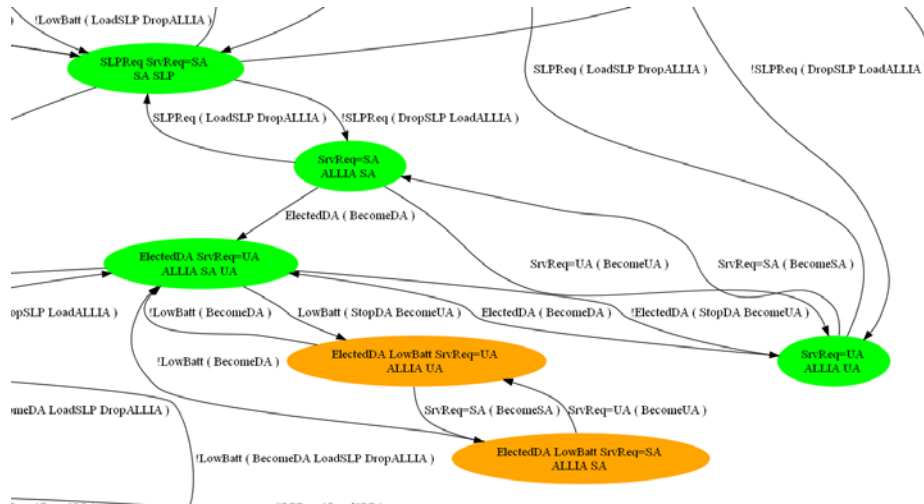 !LowBatt ( LoadSLP DropALLIA )
SLPReq SrvReq=SA
SA SLP
SLPReq ( LoadSLP DropALLIA )
!SLPReq ( DropSLP LoadALLIA )
SLPReq ( LoadSLP DropALLIA )
!SLPReq ( DropSLP LoadALLIA )
SrvReq=SA
ALLIA SA
ElectedDA ( BecomeDA )
ElectedDA SrvReq=UA
ALLIA SA UA
SrvReq=UA ( BecomeUA )
SrvReq=SA ( BecomeSA )
opSLP LoadALLIA )
!LowBatt ( BecomeDA )
LowBatt ( StopDA BecomeUA )
ElectedDA ( BecomeDA )
!ElectedDA ( StopDA BecomeUA )
!LowBatt ( BecomeDA )
ElectedDA LowBatt SrvReq=UA
ALLIA UA
SrvReq=UA
ALLIA UA
omeDA LoadSLP DropALLIA )
SrvReq=SA ( BecomeSA )
SrvReq=UA ( BecomeUA )
!LowBatt ( BecomeDA LoadSLP DropALLIA )
ElectedDA LowBatt SrvReq=SA
ALLIA SA